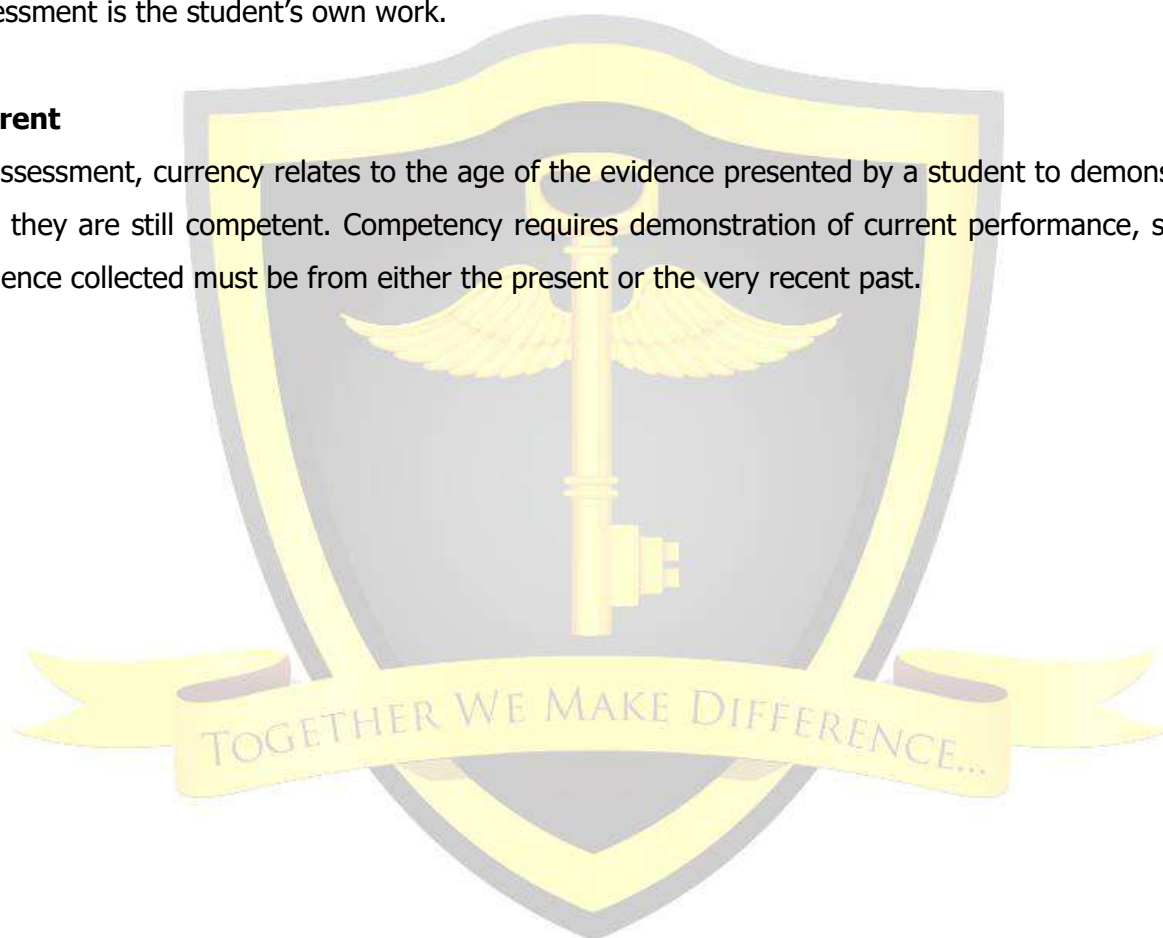 essment is the student’s own work.
rent
ssessment, currency relates to the age of the evidence presented by a student to demons
they are still competent. Competency requires demonstration of current performance, s
ence collected must be from either the present or the very recent past.
TOGETHER WE MAKE DIFFERENCE...